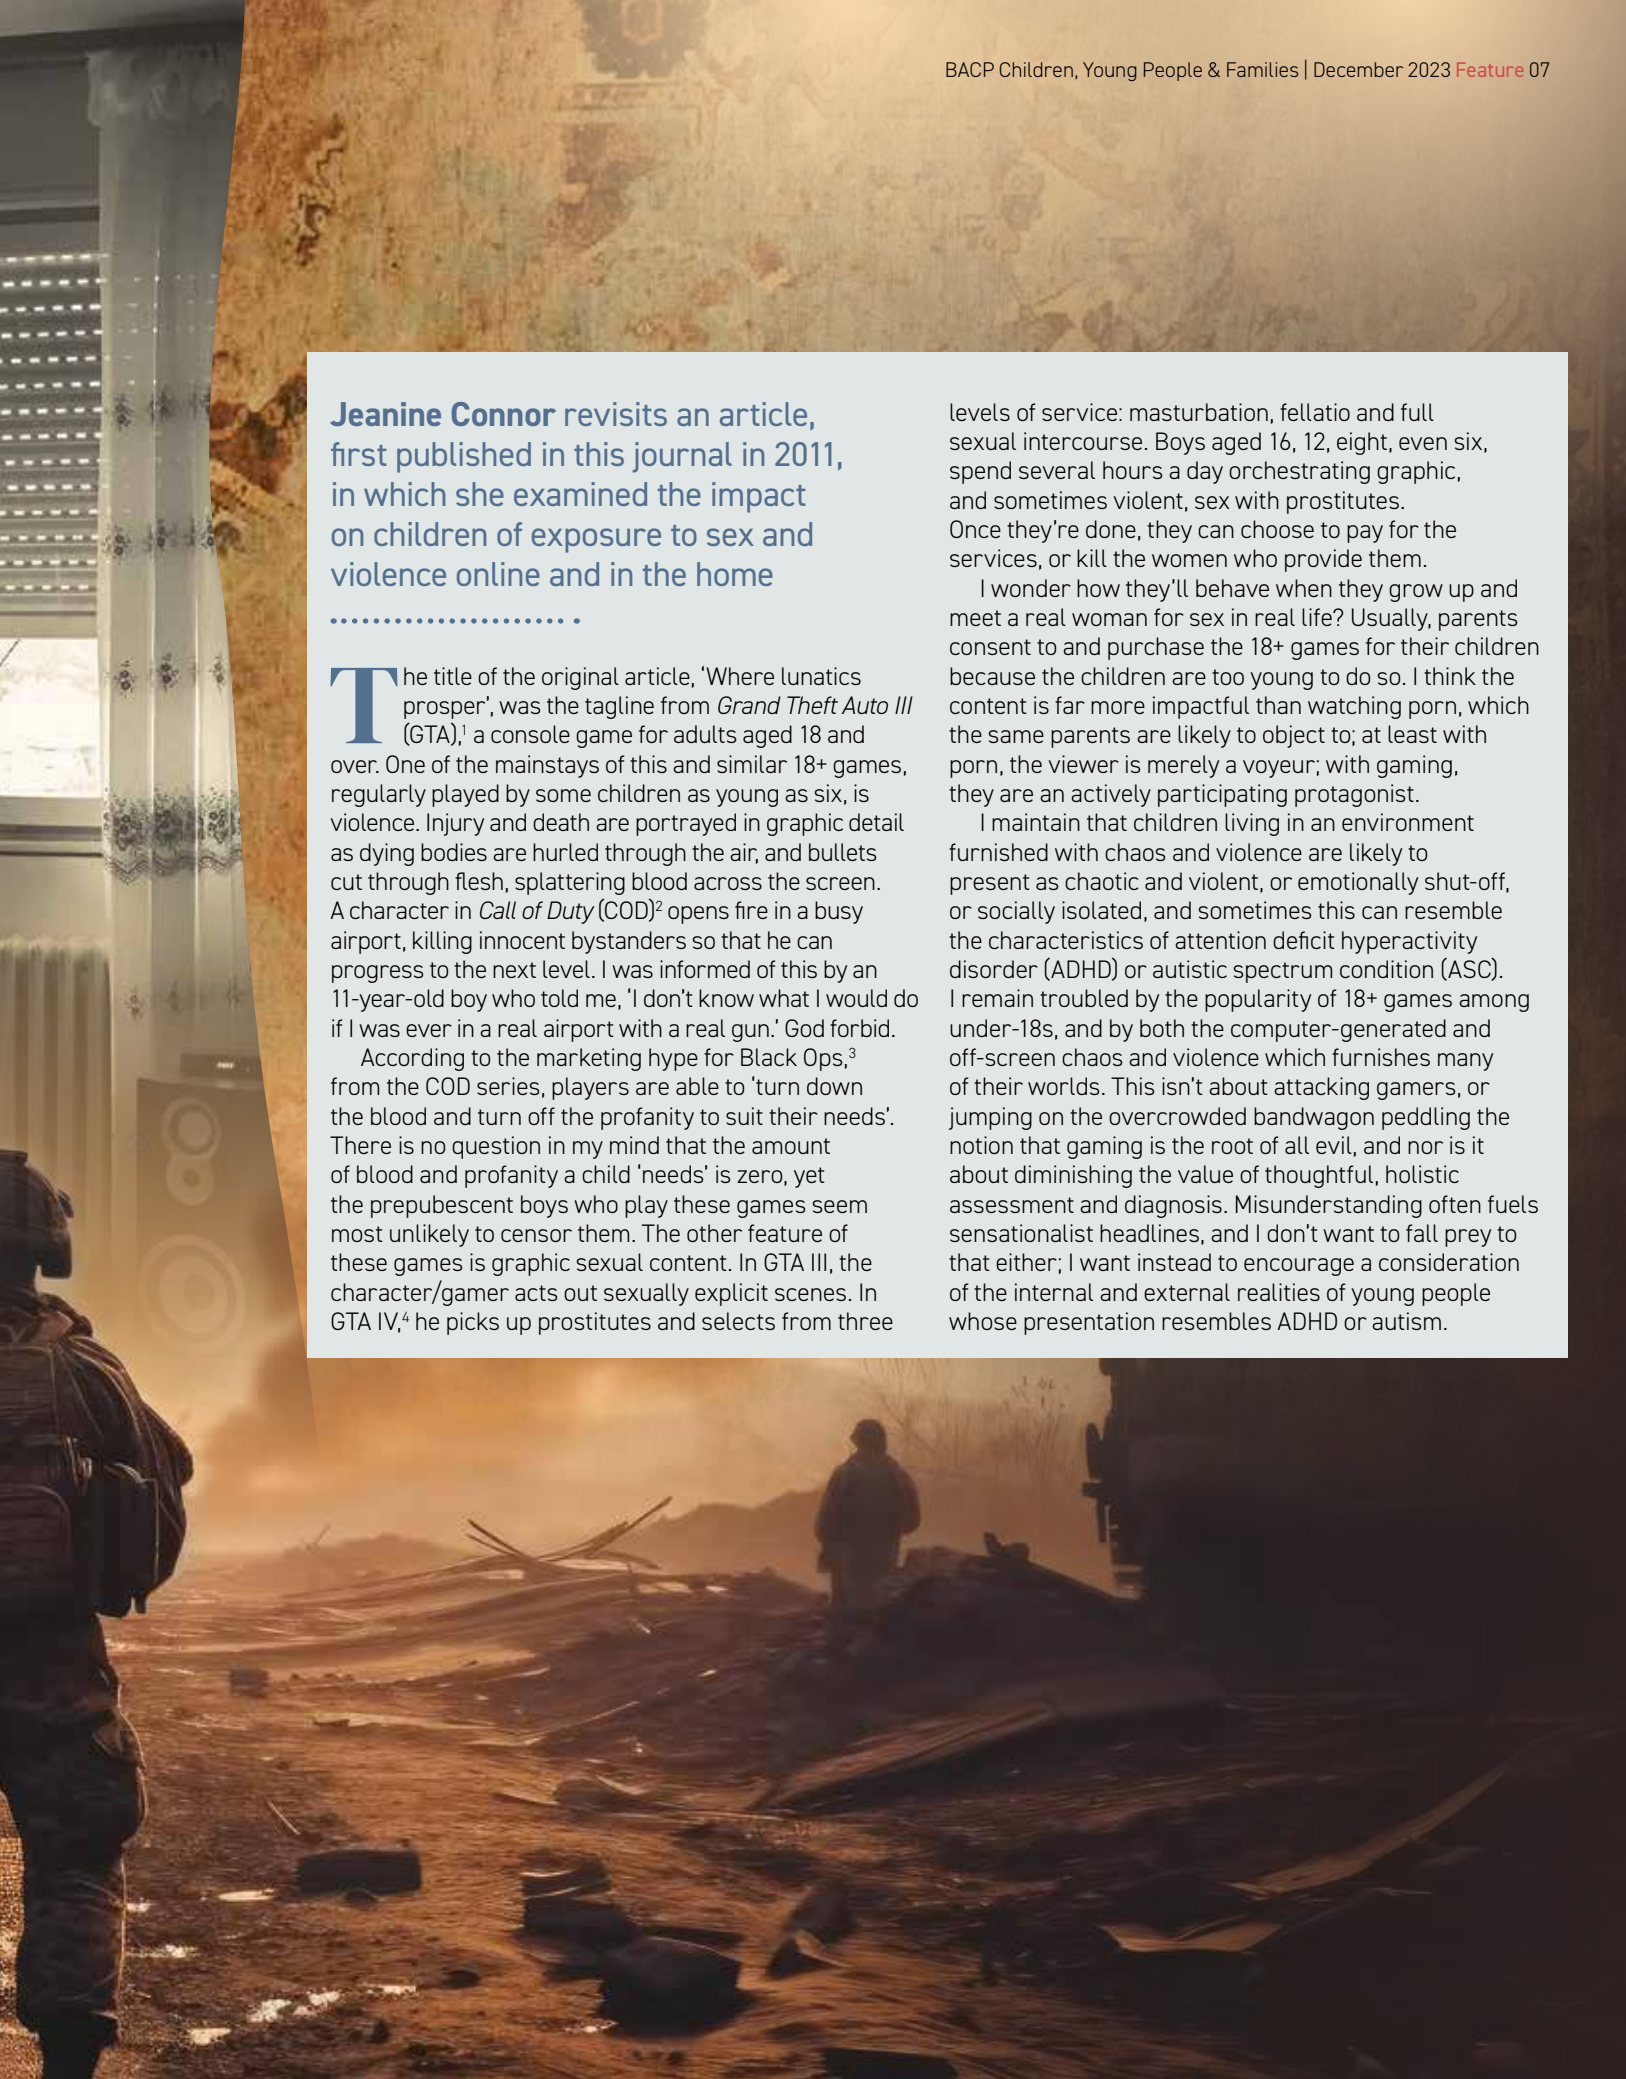 BACP Children, Young People & Families | December 2023 Feature 07
Jeanine Connor revisits an article,
first published in this journal in 2011,
in which she examined the impact
on children of exposure to sex and
violence online and in the home
The title of the original article, 'Where lunatics
prosper', was the tagline from Grand Theft Auto III
(GTA),1 a console game for adults aged 18 and
over. One of the mainstays of this and similar 18+ games,
regularly played by some children as young as six, is
violence. Injury and death are portrayed in graphic detail
as dying bodies are hurled through the air, and bullets
cut through flesh, splattering blood across the screen.
A character in Call of Duty (COD)2 opens fire in a busy
airport, killing innocent bystanders so that he can
progress to the next level. I was informed of this by an
11-year-old boy who told me, 'I don't know what I would do
if I was ever in a real airport with a real gun.' God forbid.
According to the marketing hype for Black Ops,3
from the COD series, players are able to 'turn down
the blood and turn off the profanity to suit their needs'.
There is no question in my mind that the amount
of blood and profanity a child 'needs' is zero, yet
the prepubescent boys who play these games seem
most unlikely to censor them. The other feature of
these games is graphic sexual content. In GTA III, the
character/gamer acts out sexually explicit scenes. In
GTA IV,4 he picks up prostitutes and selects from three
levels of service: masturbation, fellatio and full
sexual intercourse. Boys aged 16, 12, eight, even six,
spend several hours a day orchestrating graphic,
and sometimes violent, sex with prostitutes.
Once they're done, they can choose to pay for the
services, or kill the women who provide them.
I wonder how they'll behave when they grow up and
meet a real woman for sex in real life? Usually, parents
consent to and purchase the 18+ games for their children
because the children are too young to do so. I think the
content is far more impactful than watching porn, which
the same parents are likely to object to; at least with
porn, the viewer is merely a voyeur; with gaming,
they are an actively participating protagonist.
I maintain that children living in an environment
furnished with chaos and violence are likely to
present as chaotic and violent, or emotionally shut-off,
or socially isolated, and sometimes this can resemble
the characteristics of attention deficit hyperactivity
disorder (ADHD) or autistic spectrum condition (ASC).
I remain troubled by the popularity of 18+ games among
under-18s, and by both the computer-generated and
off-screen chaos and violence which furnishes many
of their worlds. This isn't about attacking gamers, or
jumping on the overcrowded bandwagon peddling the
notion that gaming is the root of all evil, and nor is it
about diminishing the value of thoughtful, holistic
assessment and diagnosis. Misunderstanding often fuels
sensationalist headlines, and I don't want to fall prey to
that either; I want instead to encourage a consideration
of the internal and external realities of young people
whose presentation resembles ADHD or autism.